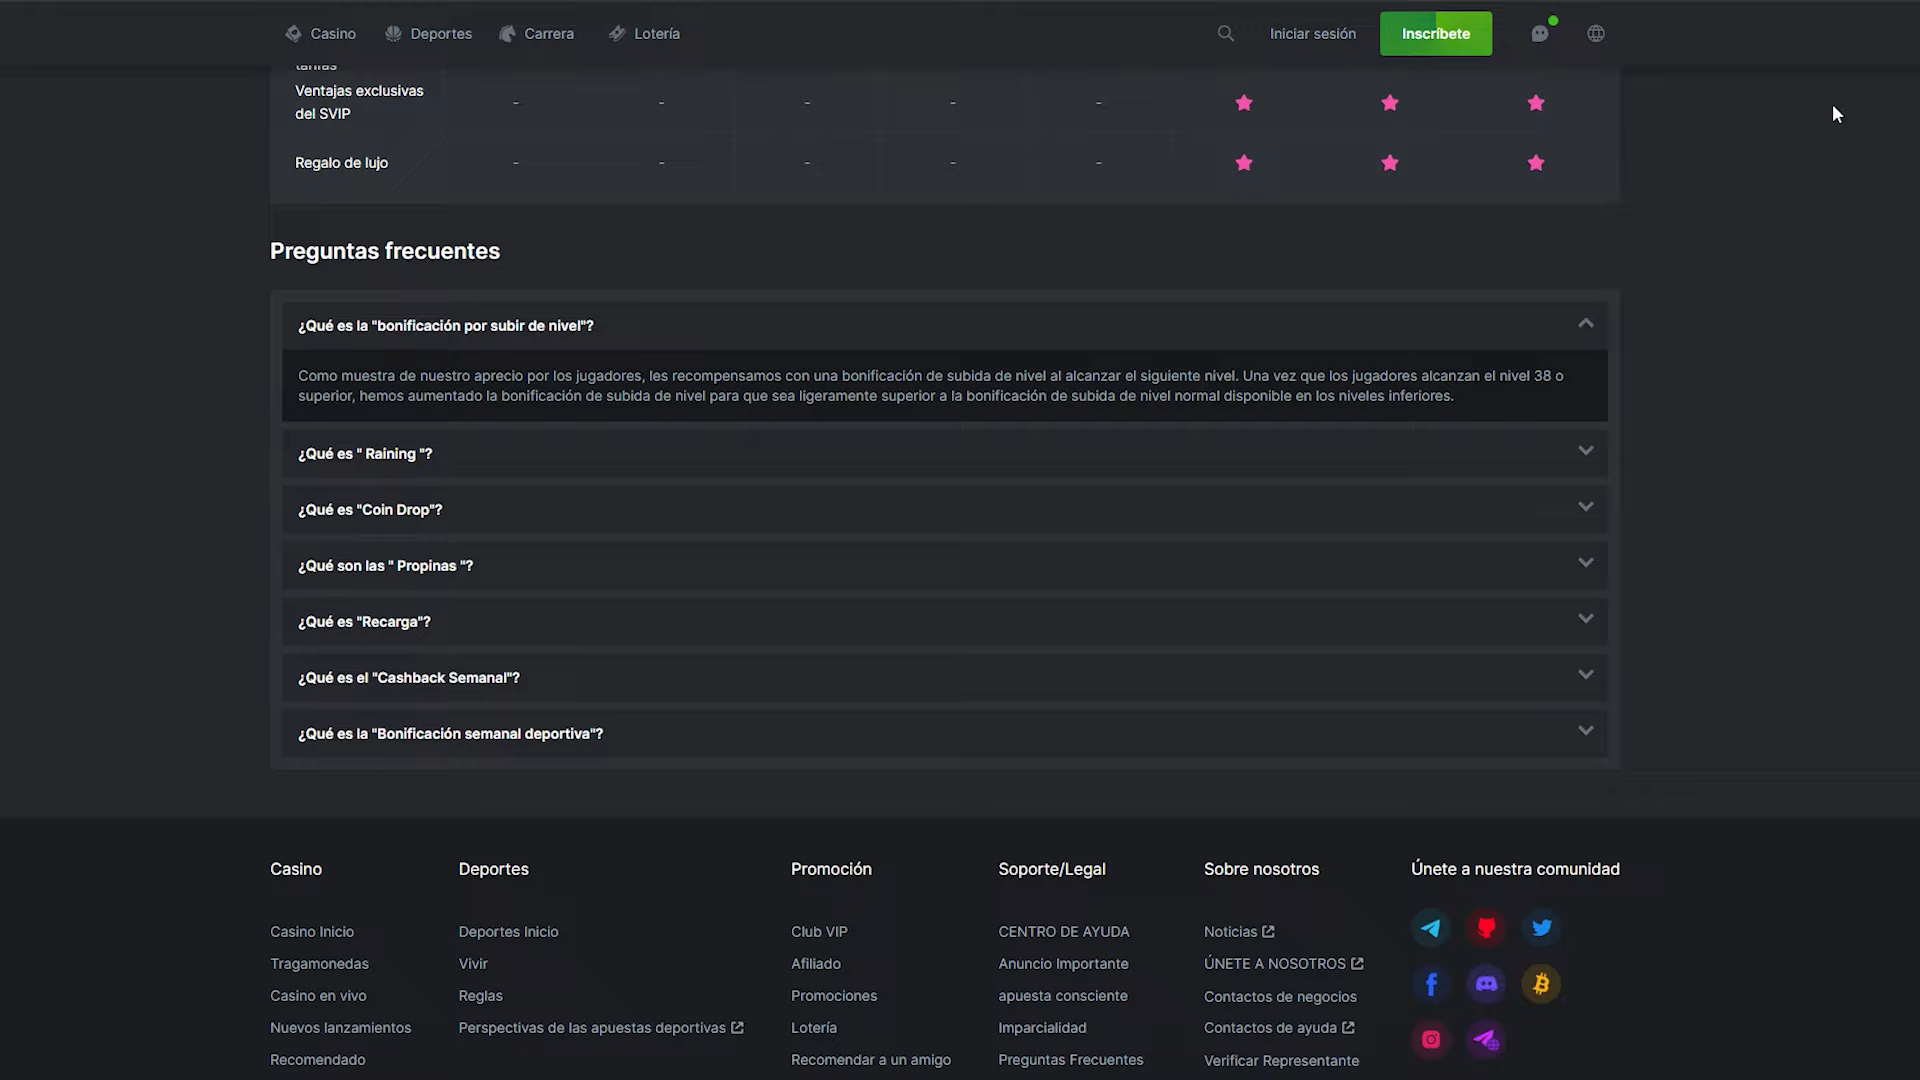 Casino
Deportes
Carrera
Lotería
Iniciar sesión
Inscríbete
tarifas
Ventajas exclusivas
del SVIP
- - - - -
Regalo de lujo
- - - - -
Preguntas frecuentes
¿Qué es la "bonificación por subir de nivel"?
Como muestra de nuestro aprecio por los jugadores, les recompensamos con una bonificación de subida de nivel al alcanzar el siguiente nivel. Una vez que los jugadores alcanzan el nivel 38 o
superior, hemos aumentado la bonificación de subida de nivel para que sea ligeramente superior a la bonificación de subida de nivel normal disponible en los niveles inferiores.
¿Qué es " Raining "?
¿Qué es "Coin Drop"?
¿Qué son las " Propinas "?
¿Qué es "Recarga"?
¿Qué es el "Cashback Semanal"?
¿Qué es la "Bonificación semanal deportiva"?
Casino
Casino Inicio
Tragamonedas
Casino en vivo
Nuevos lanzamientos
Recomendado
Deportes
Deportes Inicio
Vivir
Reglas
Perspectivas de las apuestas deportivas
Promoción
Club VIP
Afiliado
Promociones
Lotería
Recomendar a un amigo
Soporte/Legal
CENTRO DE AYUDA
Anuncio Importante
apuesta consciente
Imparcialidad
Preguntas Frecuentes
Sobre nosotros
Noticias
ÚNETE A NOSOTROS
Contactos de negocios
Contactos de ayuda
Verificar Representante
Únete a nuestra comunidad